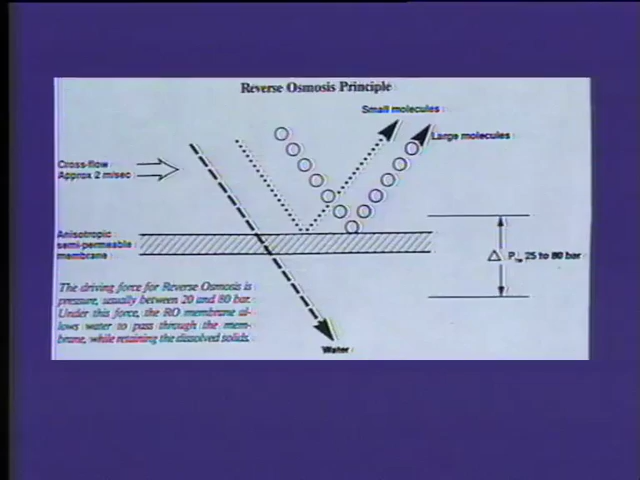 Reverse Osmosis Principle
Small molecules
Large molecules
Cross-flow
Approx 2 m/sec
Anisotropic
semi-permeable
membrane
Δ P 25 to 80 bar
The driving force for Reverse Osmosis is
pressure, usually between 20 and 80 bar.
Under this force, the RO membrane al-
lows water to pass through the mem-
brane, while retaining the dissolved solids.
Water